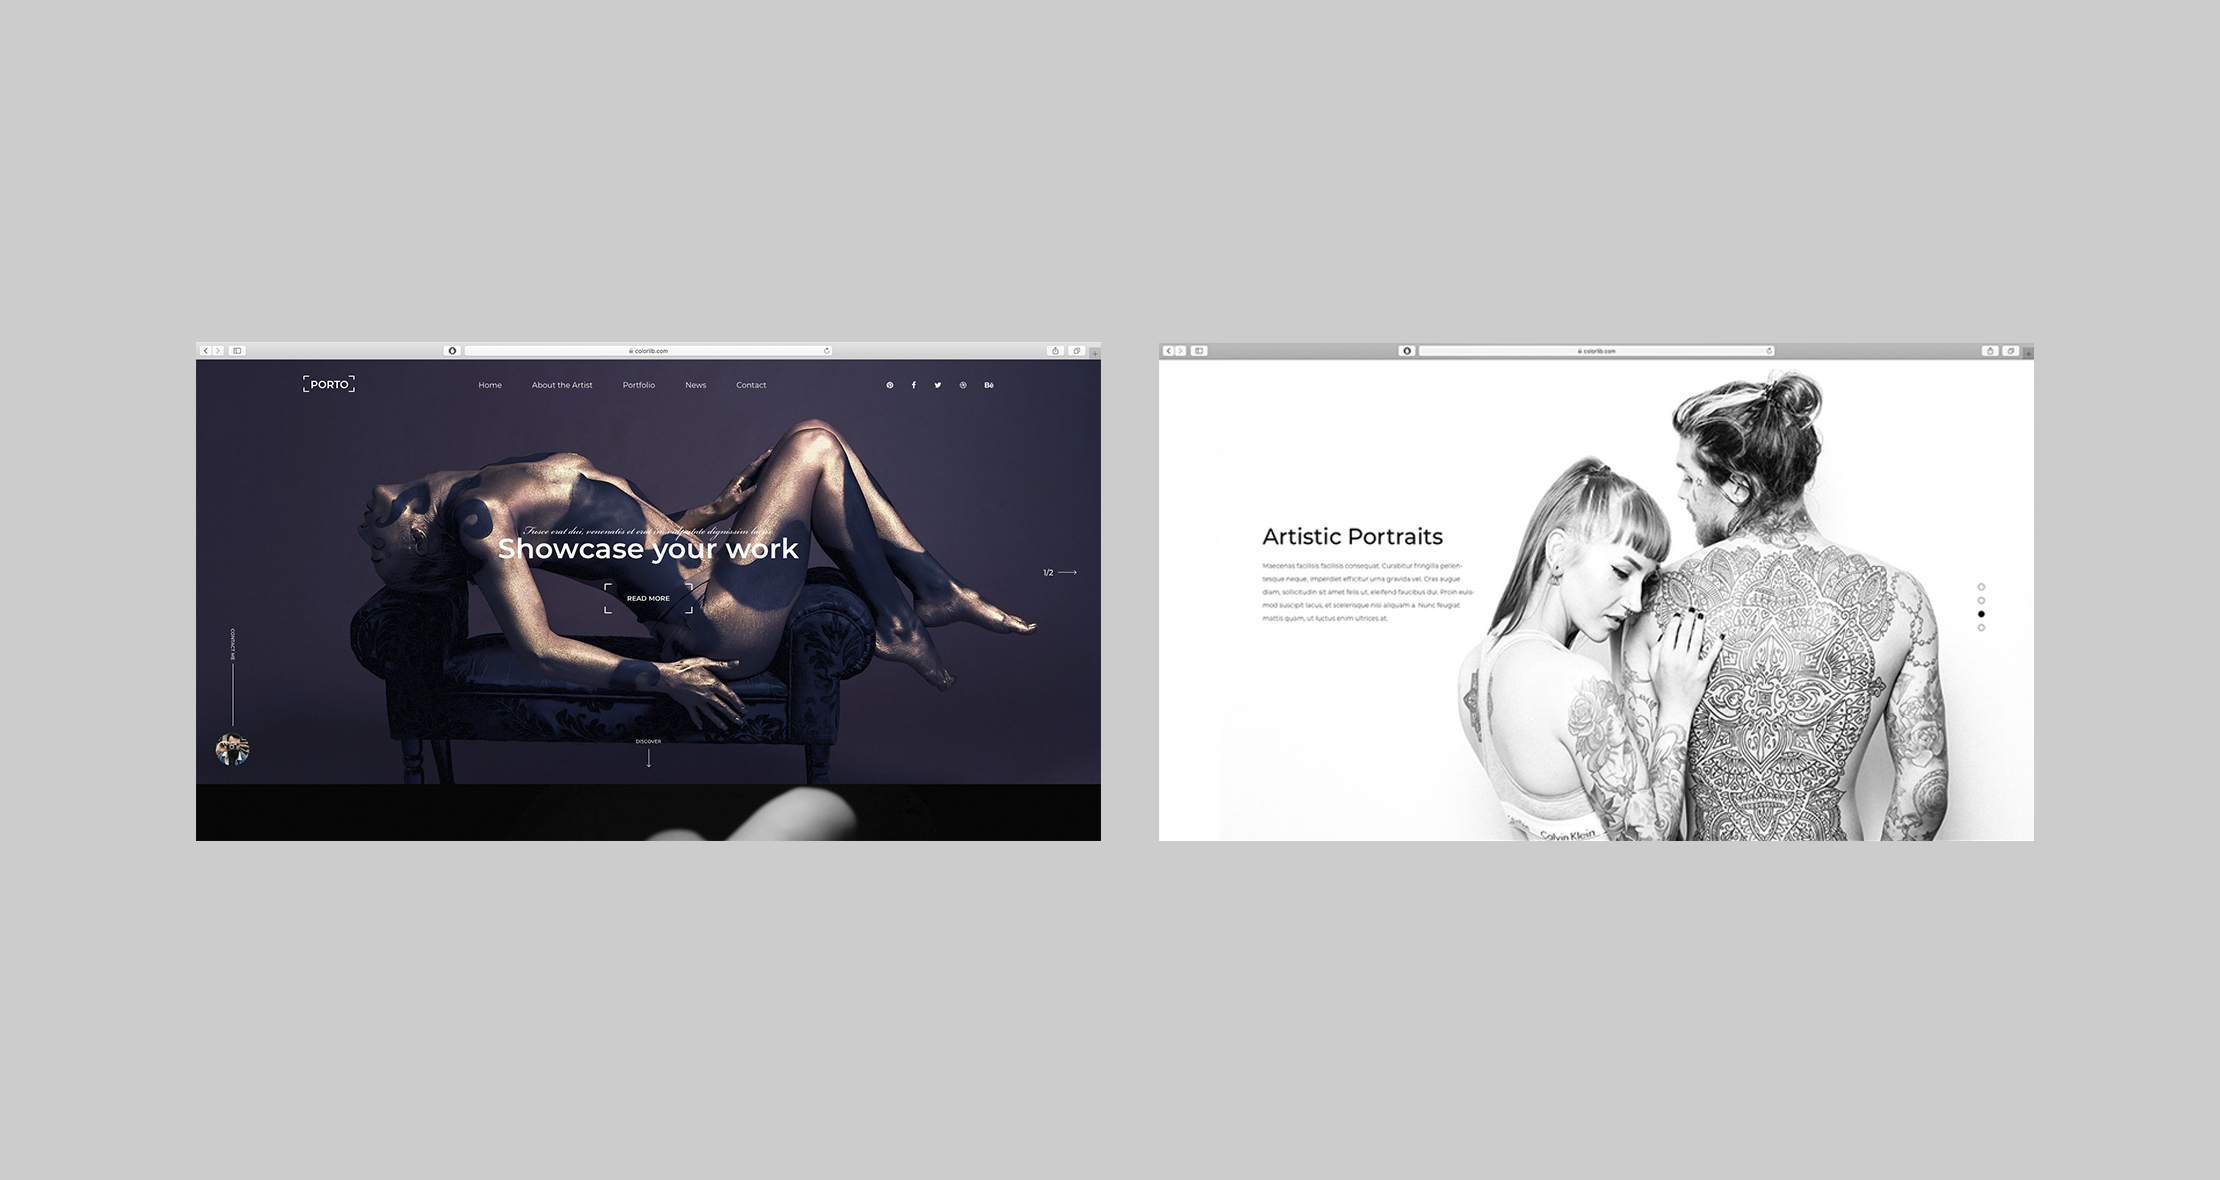 colorlib.com
PORTO
Home About the Artist Portfolio News Contact Bē
Fusce erat dui, venenatis et erat in, vulputate dignissim lacus
Showcase your work
READ MORE
1/2
CONTACT ME
DISCOVER
colorlib.com
Artistic Portraits
Maecenas facilisis facilisis consequat. Curabitur fringilla pellen-
tesque neque, imperdiet efficitur urna gravida vel. Cras augue
diam, sollicitudin sit amet felis ut, eleifend faucibus dui. Proin euis-
mod suscipit lacus, et scelerisque nisi aliquam a. Nunc feugiat
mattis quam, ut luctus enim ultrices at.
Calvin Klein